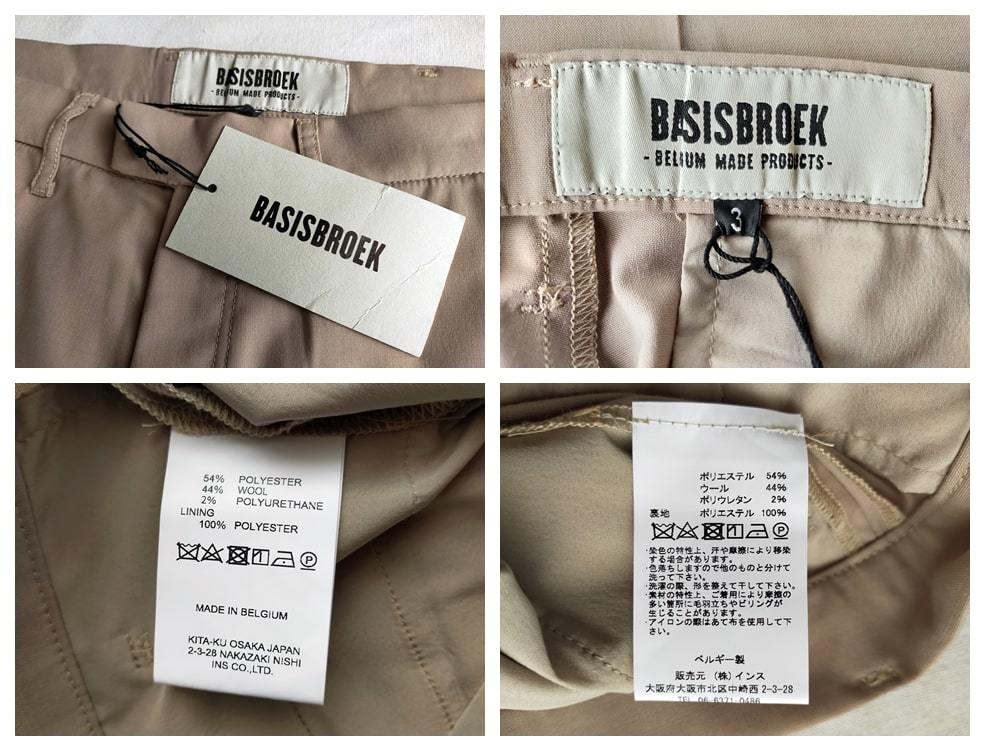 BASISBROEK
- BELGIUM MADE PRODUCTS-
BASISBROEK
BASISBROEK
- BELGIUM MADE PRODUCTS-
3
54% POLYESTER
44% WOOL
2% POLYURETHANE
LINING
100% POLYESTER
P
MADE IN BELGIUM
KITA-KU OSAKA JAPAN
2-3-28 NAKAZAKI NISHI
INS CO.,LTD.
ポリエステル 54%
ウール 44%
ポリウレタン 2%
裏地 ポリエステル 100%
P
・染色の特性上、汗や摩擦により移染
する場合があります。
・色落ちしますので他のものと分けて
洗って下さい。
・洗濯の際、形を整えて干して下さい。
・素材の特性上、ご着用により摩擦の
多い箇所に毛羽立ちやピリングが
生じることがあります。
・アイロンの際はあて布を使用して下
さい。
ベルギー製
販売元 (株)インス
大阪府大阪市北区中崎西 2-3-28
TEL 06-6371-0486